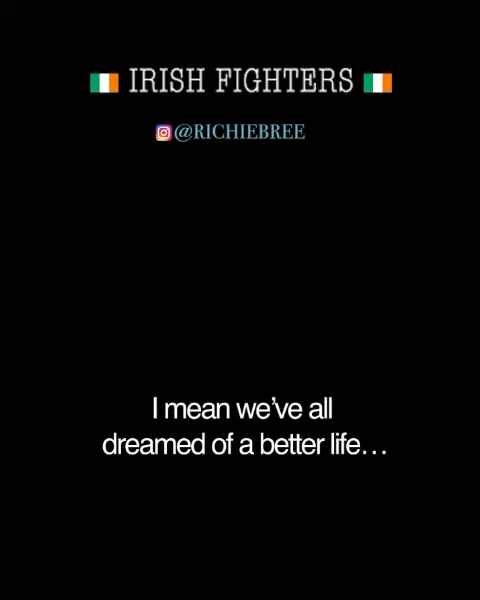 🇮🇪 IRISH FIGHTERS 🇮🇪
@RICHIEBREE
I mean we've all
dreamed of a better life...